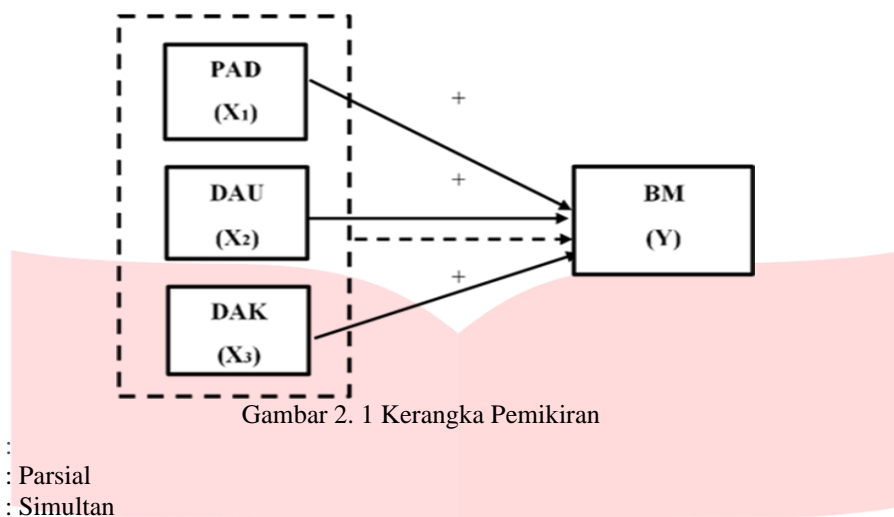 PAD
(X1)
+
DAU
(X2)
+
BM
(Y)
DAK
(X3)
+
Gambar 2. 1 Kerangka Pemikiran
:
: Parsial
: Simultan